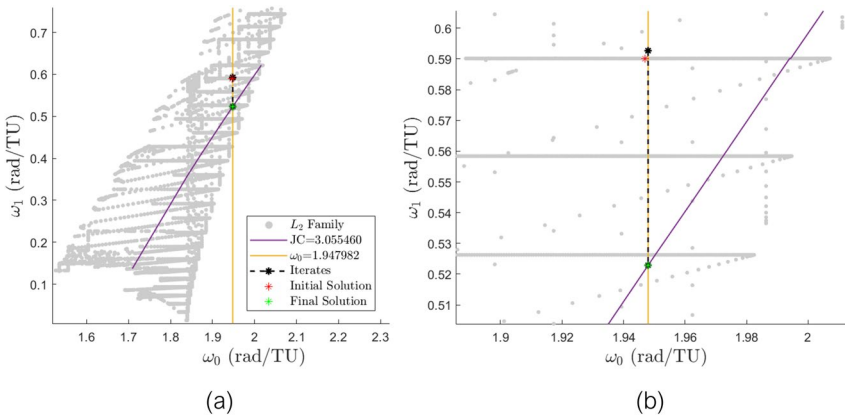 0.7
0.6
0.5
0.4
0.3
0.2
0.1
ω₁ (rad/TU)
1.6 1.7 1.8 1.9 2 2.1 2.2 2.3
ω₀ (rad/TU)
L₂ Family
JC=3.055460
ω₀=1.947982
Iterates
Initial Solution
Final Solution
(a)
0.6
0.59
0.58
0.57
0.56
0.55
0.54
0.53
0.52
0.51
ω₁ (rad/TU)
1.9 1.92 1.94 1.96 1.98 2
ω₀ (rad/TU)
(b)